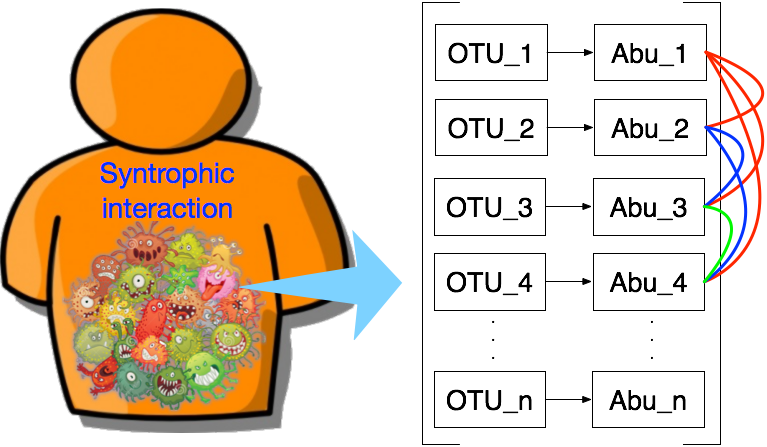 Syntrophic
interaction
OTU_1 Abu_1
OTU_2 Abu_2
OTU_3 Abu_3
OTU_4 Abu_4
OTU_n Abu_n